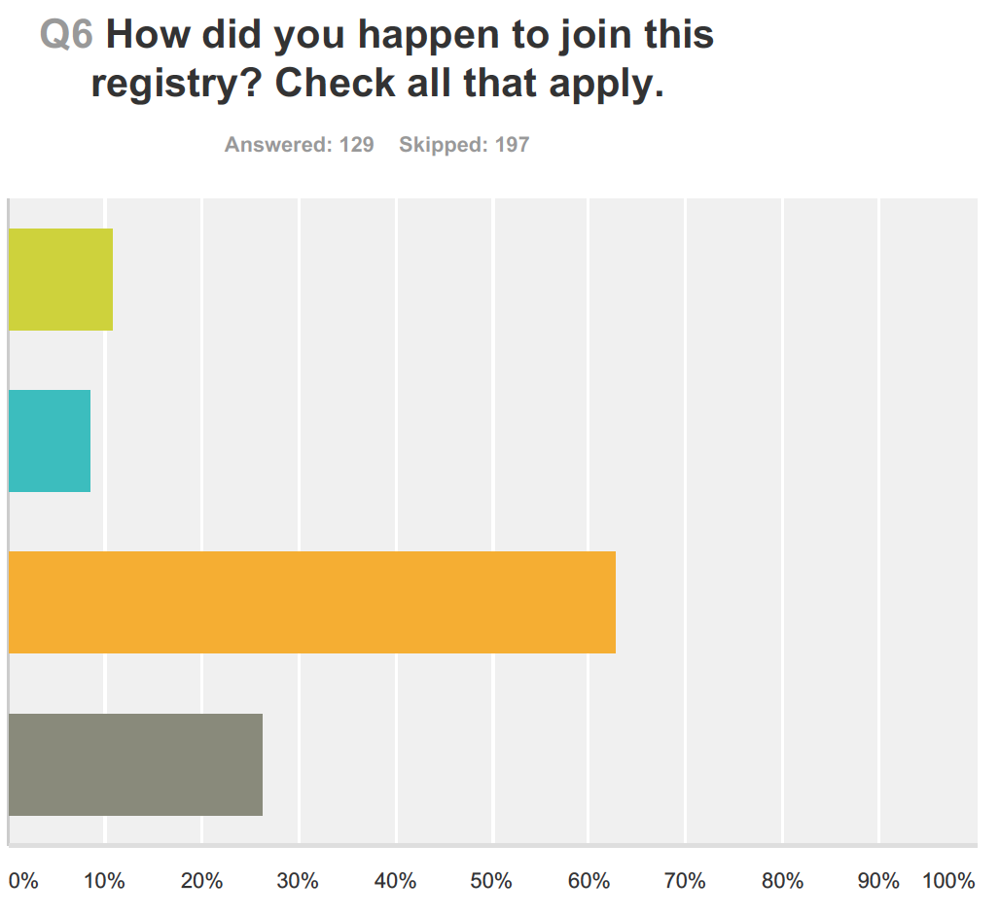 Q6 How did you happen to join this
registry? Check all that apply.
Answered: 129 Skipped: 197
0% 10% 20% 30% 40% 50% 60% 70% 80% 90% 100%